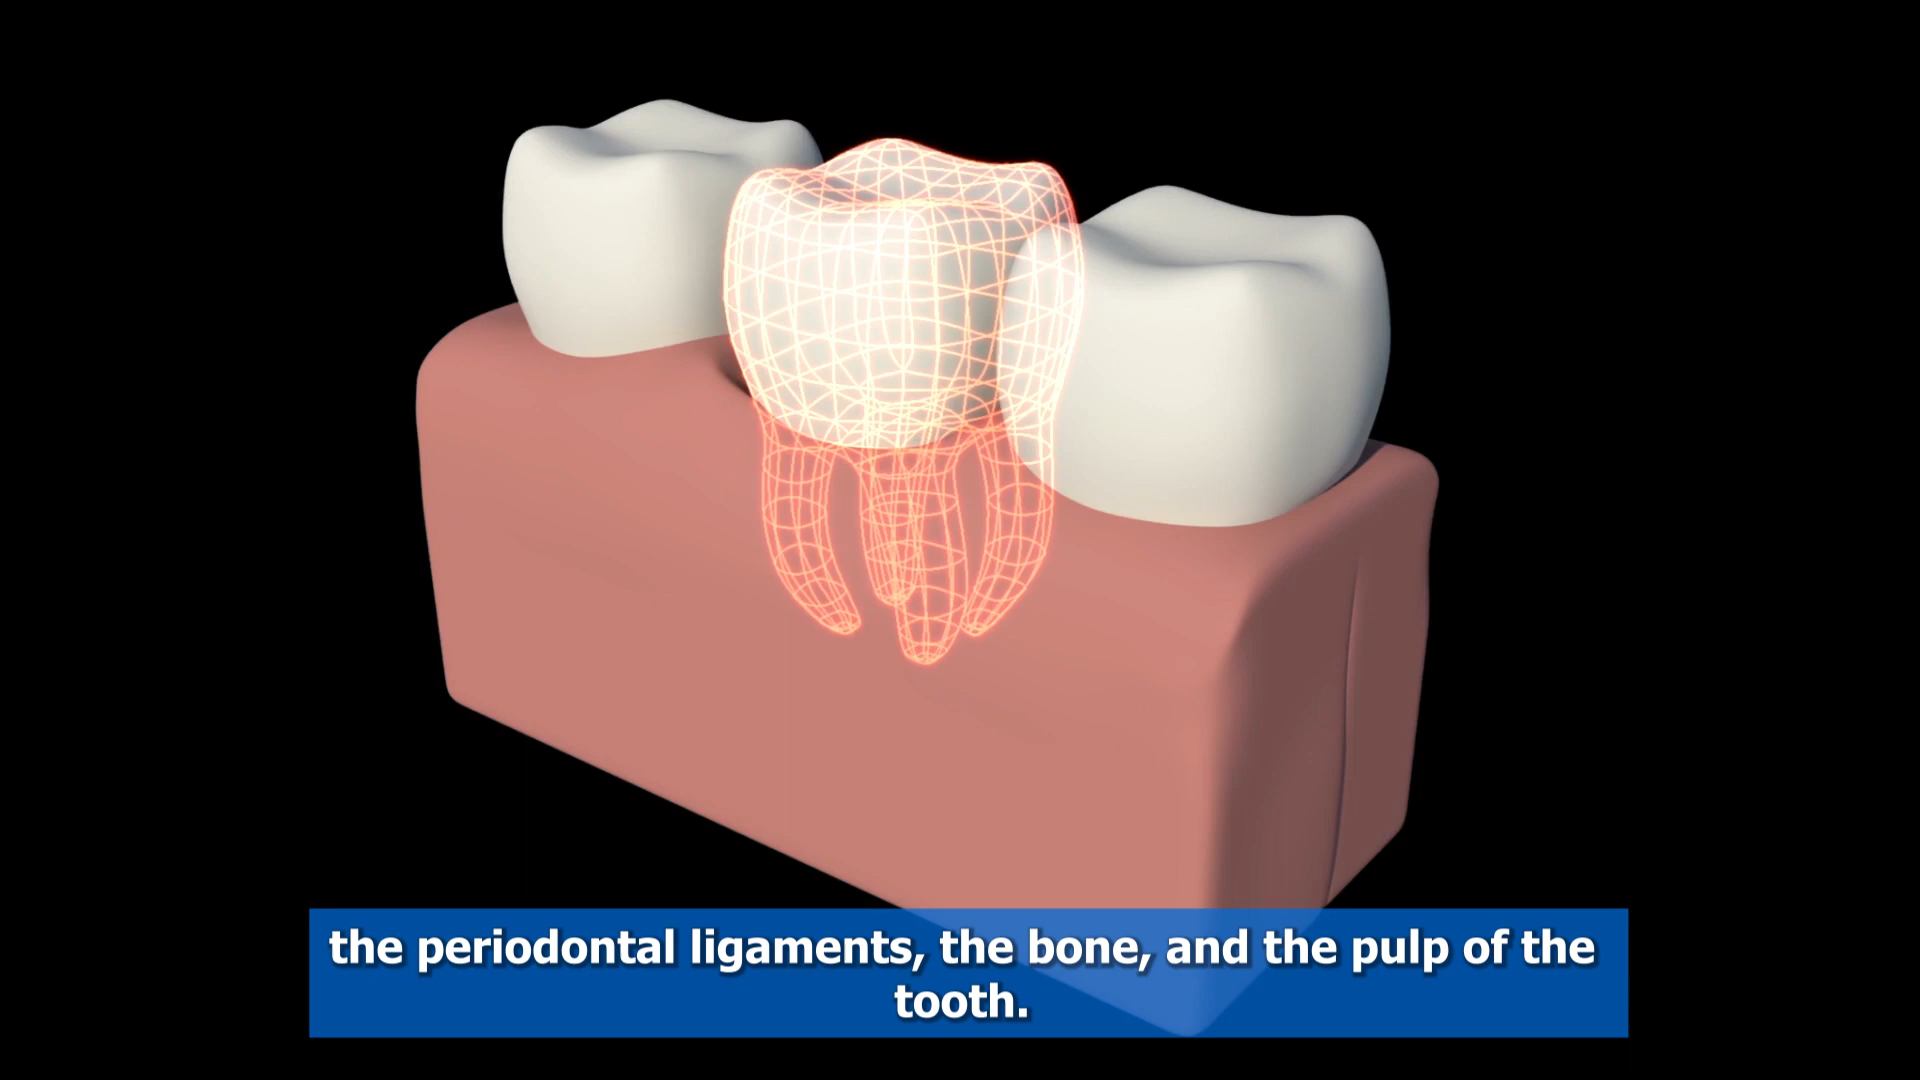 the periodontal ligaments, the bone, and the pulp of the
tooth.